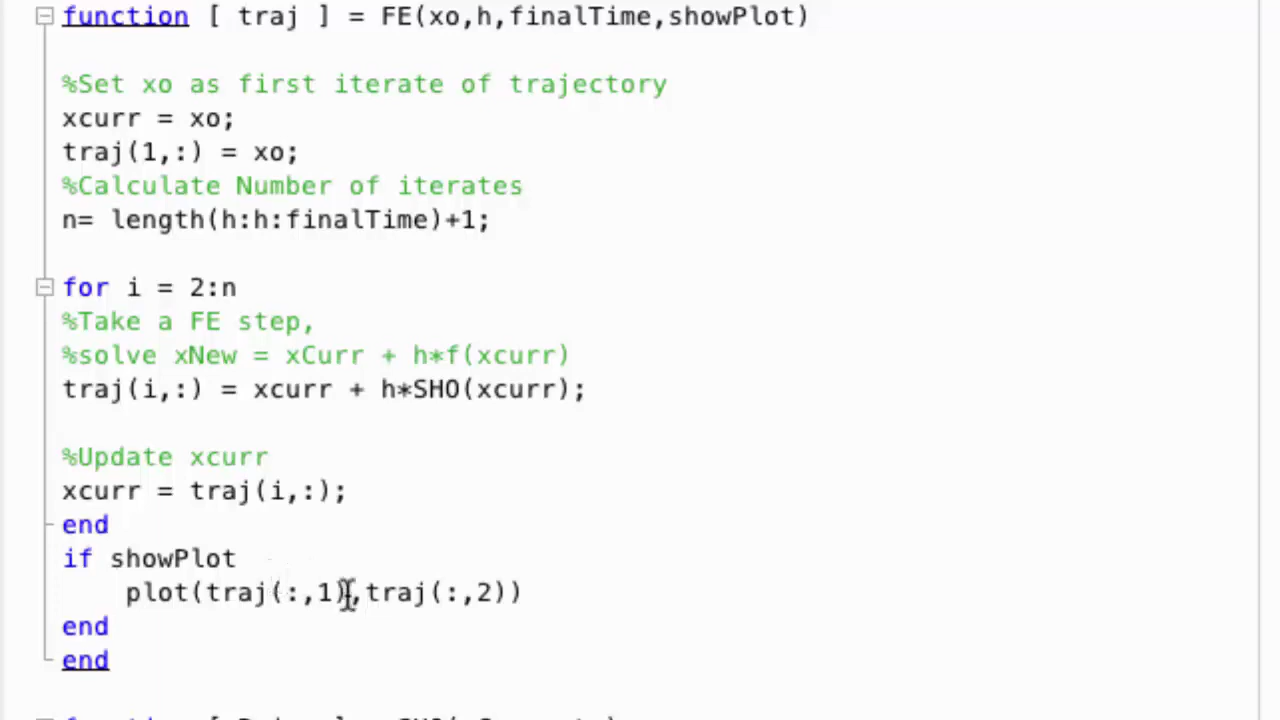 function [ traj ] = FE(xo,h,finalTime,showPlot)
%Set xo as first iterate of trajectory
xcurr = xo;
traj(1,:) = xo;
%Calculate Number of iterates
n= length(h:h:finalTime)+1;
for i = 2:n
%Take a FE step,
%solve xNew = xCurr + h*f(xcurr)
traj(i,:) = xcurr + h*SHO(xcurr);
%Update xcurr
xcurr = traj(i,:);
end
if showPlot
plot(traj(:,1),traj(:,2))
end
end